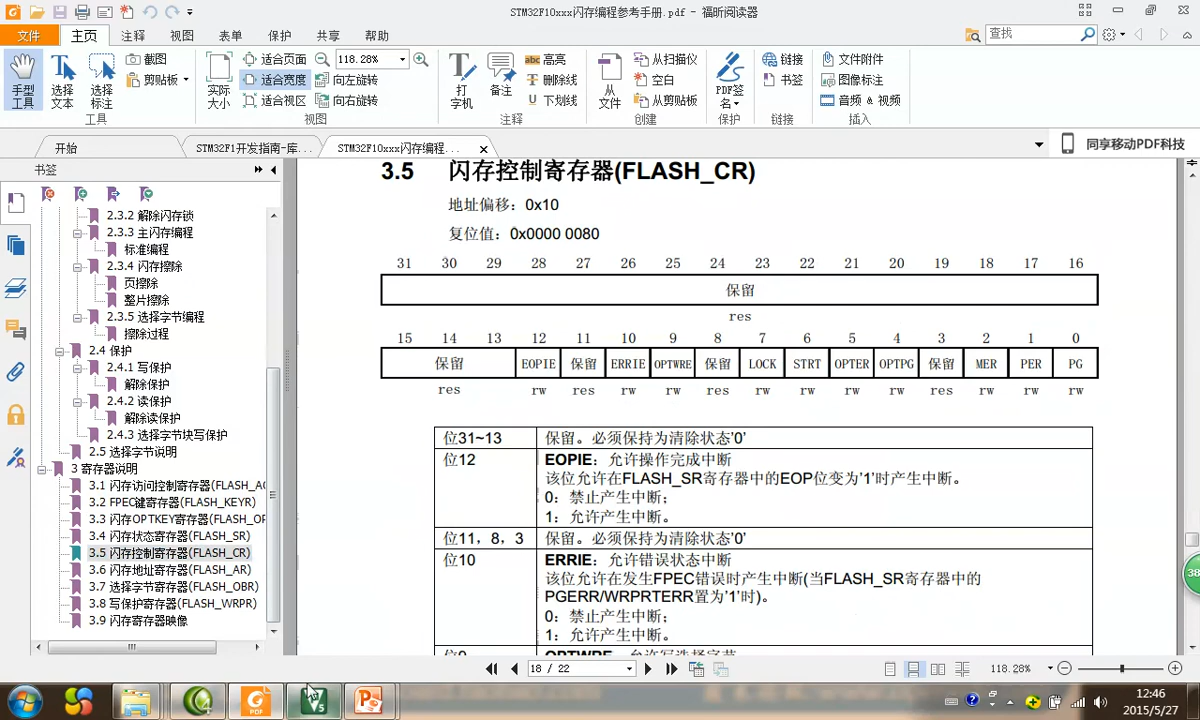 STM32F10xxx闪存编程参考手册.pdf - 福昕阅读器
文件 主页 注释 视图 表单 保护 共享 帮助
查找
手型工具
选择文本
选择标注
截图
剪贴板
工具
实际大小
适合页面
适合宽度
适合视区
118.28%
向左旋转
向右旋转
视图
打字机
备注
高亮
删除线
下划线
注释
从文件
从扫描仪
空白
从剪贴板
创建
PDF签名
保护
链接
书签
链接
文件附件
图像标注
音频 & 视频
插入
开始 STM32F1开发指南-库... STM32F10xxx闪存编程...
同享移动PDF科技
书签
2.3.2 解除闪存锁
2.3.3 主闪存编程
标准编程
2.3.4 闪存擦除
页擦除
整片擦除
2.3.5 选择字节编程
擦除过程
2.4 保护
2.4.1 写保护
解除保护
2.4.2 读保护
解除读保护
2.4.3 选择字节块写保护
2.5 选择字节说明
3 寄存器说明
3.1 闪存访问控制寄存器(FLASH_AC
3.2 FPEC键寄存器(FLASH_KEYR)
3.3 闪存OPTKEY寄存器(FLASH_OP
3.4 闪存状态寄存器(FLASH_SR)
3.5 闪存控制寄存器(FLASH_CR)
3.6 闪存地址寄存器(FLASH_AR)
3.7 选择字节寄存器(FLASH_OBR)
3.8 写保护寄存器(FLASH_WRPR)
3.9 闪存寄存器映像
3.5 闪存控制寄存器(FLASH_CR)
地址偏移：0x10
复位值：0x0000 0080
31 30 29 28 27 26 25 24 23 22 21 20 19 18 17 16
保留
res
15 14 13 12 11 10 9 8 7 6 5 4 3 2 1 0
保留 EOPIE 保留 ERRIE OPTWRE 保留 LOCK STRT OPTER OPTPG 保留 MER PER PG
res rw res rw rw res rw rw rw rw res rw rw rw
位31~13 保留。必须保持为清除状态'0'
位12 EOPIE：允许操作完成中断
该位允许在FLASH_SR寄存器中的EOP位变为'1'时产生中断。
0：禁止产生中断；
1：允许产生中断。
位11，8，3 保留。必须保持为清除状态'0'
位10 ERRIE：允许错误状态中断
该位允许在发生FPEC错误时产生中断(当FLASH_SR寄存器中的
PGERR/WRPRTERR置为'1'时)。
0：禁止产生中断；
1：允许产生中断。
位9 OPTWRE：允许写选择字节
38
18 / 22
118.28%
12:46
2015/5/27